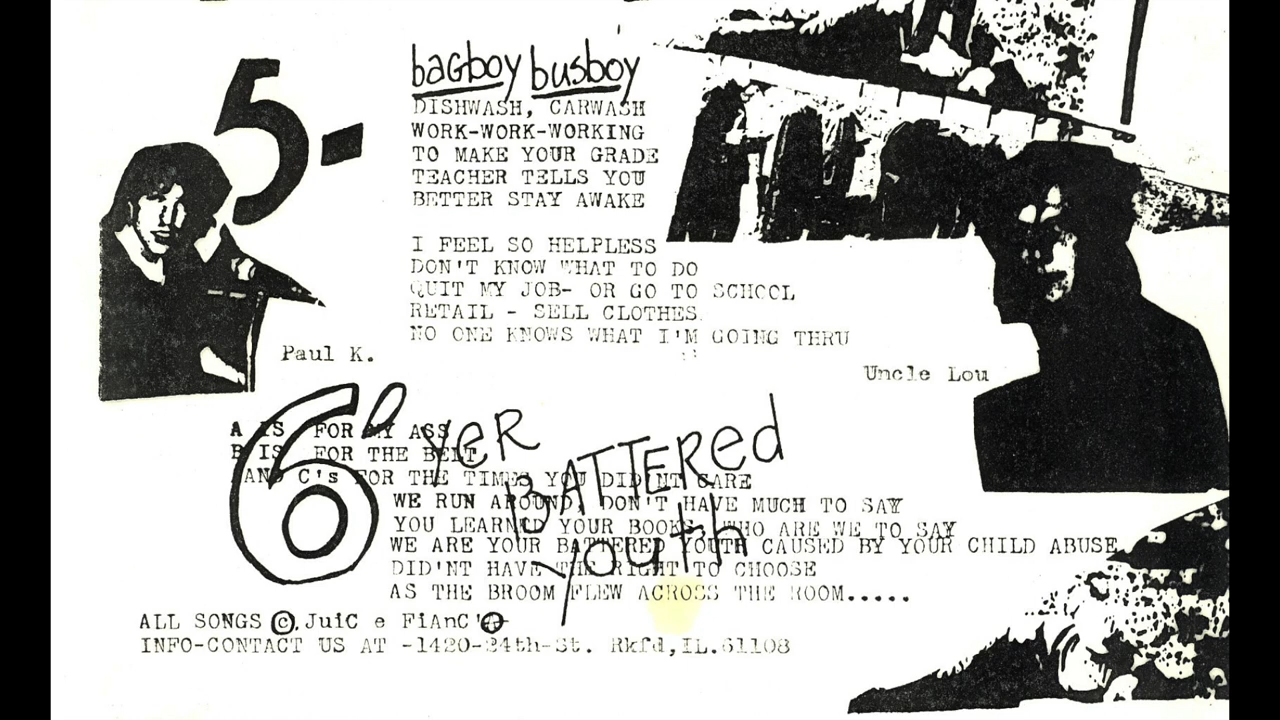 5-
bagboy busboy
DISHWASH, CARWASH
WORK-WORK-WORKING
TO MAKE YOUR GRADE
TEACHER TELLS YOU
BETTER STAY AWAKE
I FEEL SO HELPLESS
DON'T KNOW WHAT TO DO
QUIT MY JOB- OR GO TO SCHOOL
RETAIL - SELL CLOTHES
NO ONE KNOWS WHAT I'M GOING THRU
Paul K.
Uncle Lou
6' YER BATTERED youth
A IS FOR MY ASS
B IS FOR THE BELT
AND C's FOR THE TIMES YOU DID'NT CARE
WE RUN AROUND, DON'T HAVE MUCH TO SAY
YOU LEARNED YOUR BOOKS, WHO ARE WE TO SAY
WE ARE YOUR BATTERED YOUTH CAUSED BY YOUR CHILD ABUSE
DID'NT HAVE THE RIGHT TO CHOOSE
AS THE BROOM FLEW ACROSS THE ROOM.....
ALL SONGS ©. JuiC e FiAnC'
INFO-CONTACT US AT -1420-24th-St. Rkfd,IL.61108